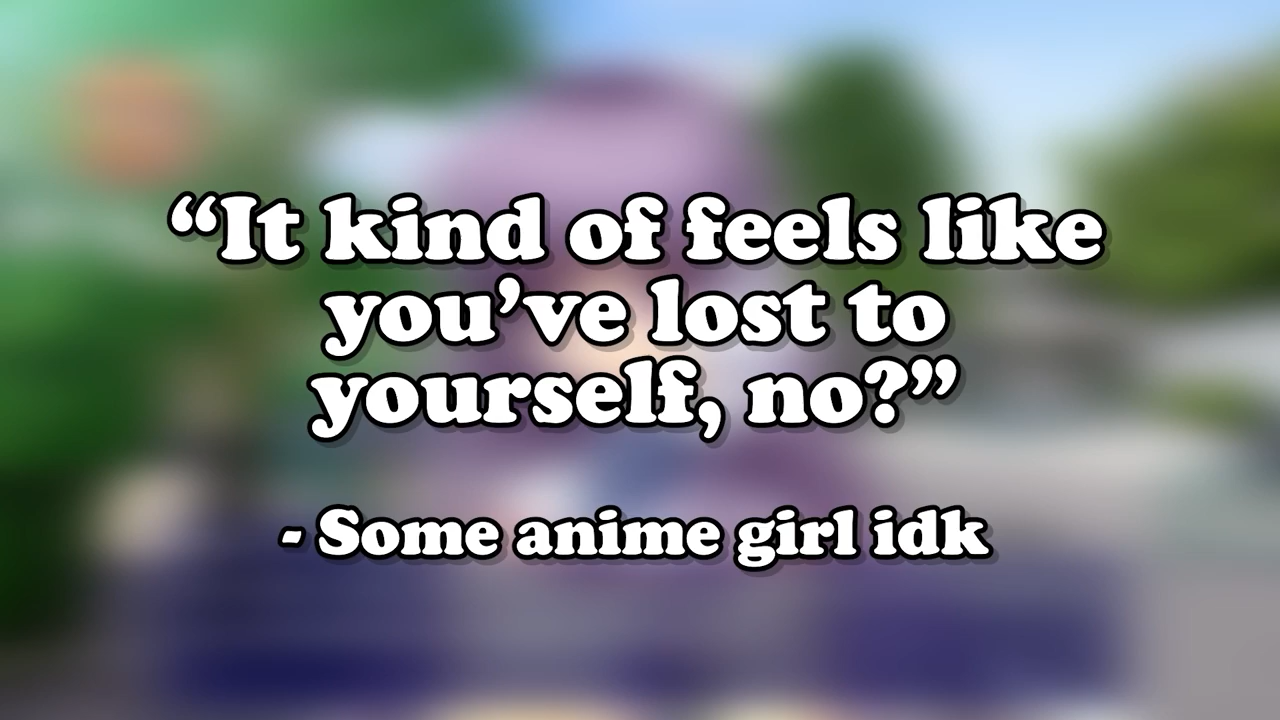 “It kind of feels like
you’ve lost to
yourself, no?”
- Some anime girl idk